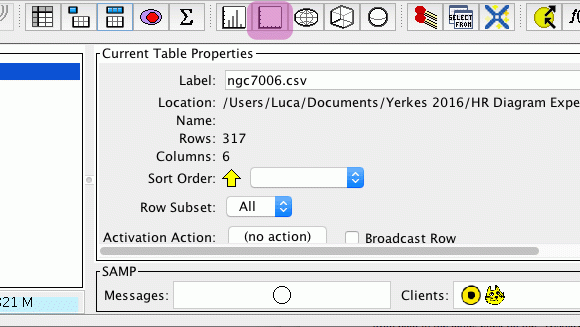 Σ
SELECT
FROM
Current Table Properties
Label: ngc7006.csv
Location: /Users/Luca/Documents/Yerkes 2016/HR Diagram Expe
Name:
Rows: 317
Columns: 6
Sort Order:
Row Subset: All
Activation Action: (no action) Broadcast Row
SAMP
321 M
Messages: Clients: